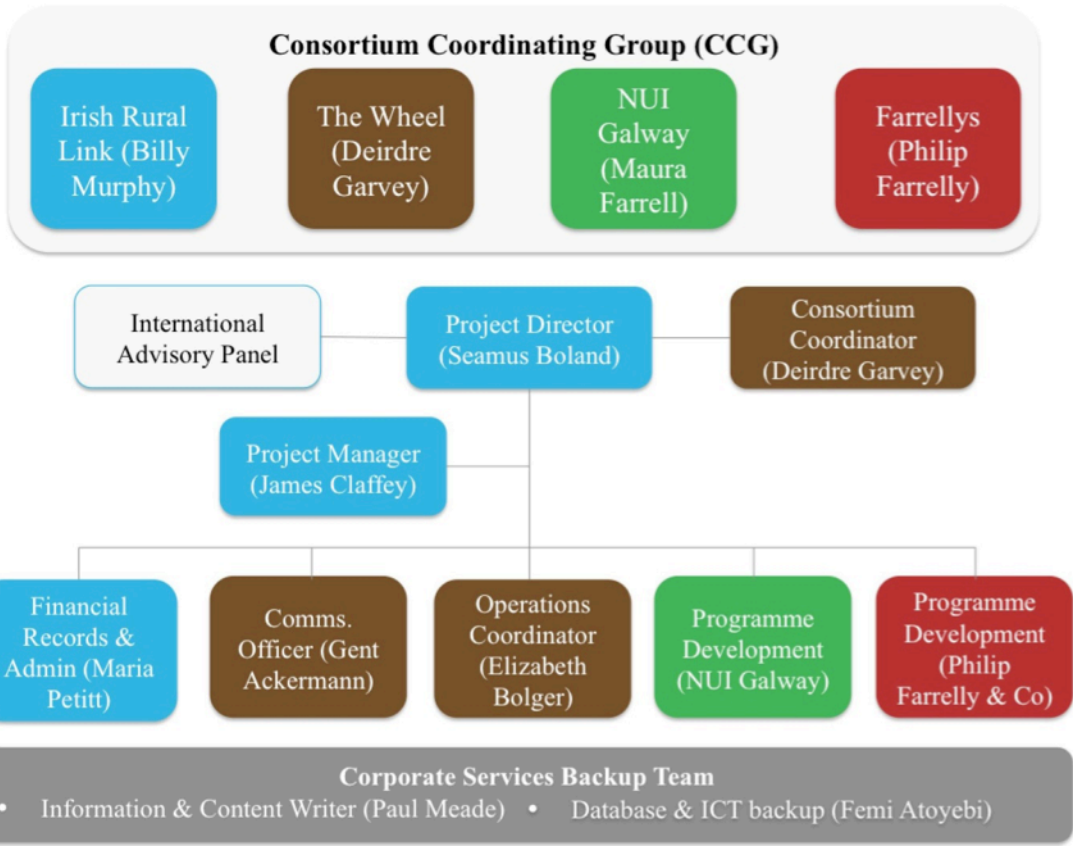 Consortium Coordinating Group (CCG)
Irish Rural
Link (Billy
Murphy)
The Wheel
(Deirdre
Garvey)
NUI
Galway
(Maura
Farrell)
Farrellys
(Philip
Farrelly)
International
Advisory Panel
Project Director
(Seamus Boland)
Consortium
Coordinator
(Deirdre Garvey)
Project Manager
(James Claffey)
Financial
Records &
Admin (Maria
Petitt)
Comms.
Officer (Gent
Ackermann)
Operations
Coordinator
(Elizabeth
Bolger)
Programme
Development
(NUI Galway)
Programme
Development
(Philip
Farrelly & Co)
Corporate Services Backup Team
• Information & Content Writer (Paul Meade) • Database & ICT backup (Femi Atoyebi)